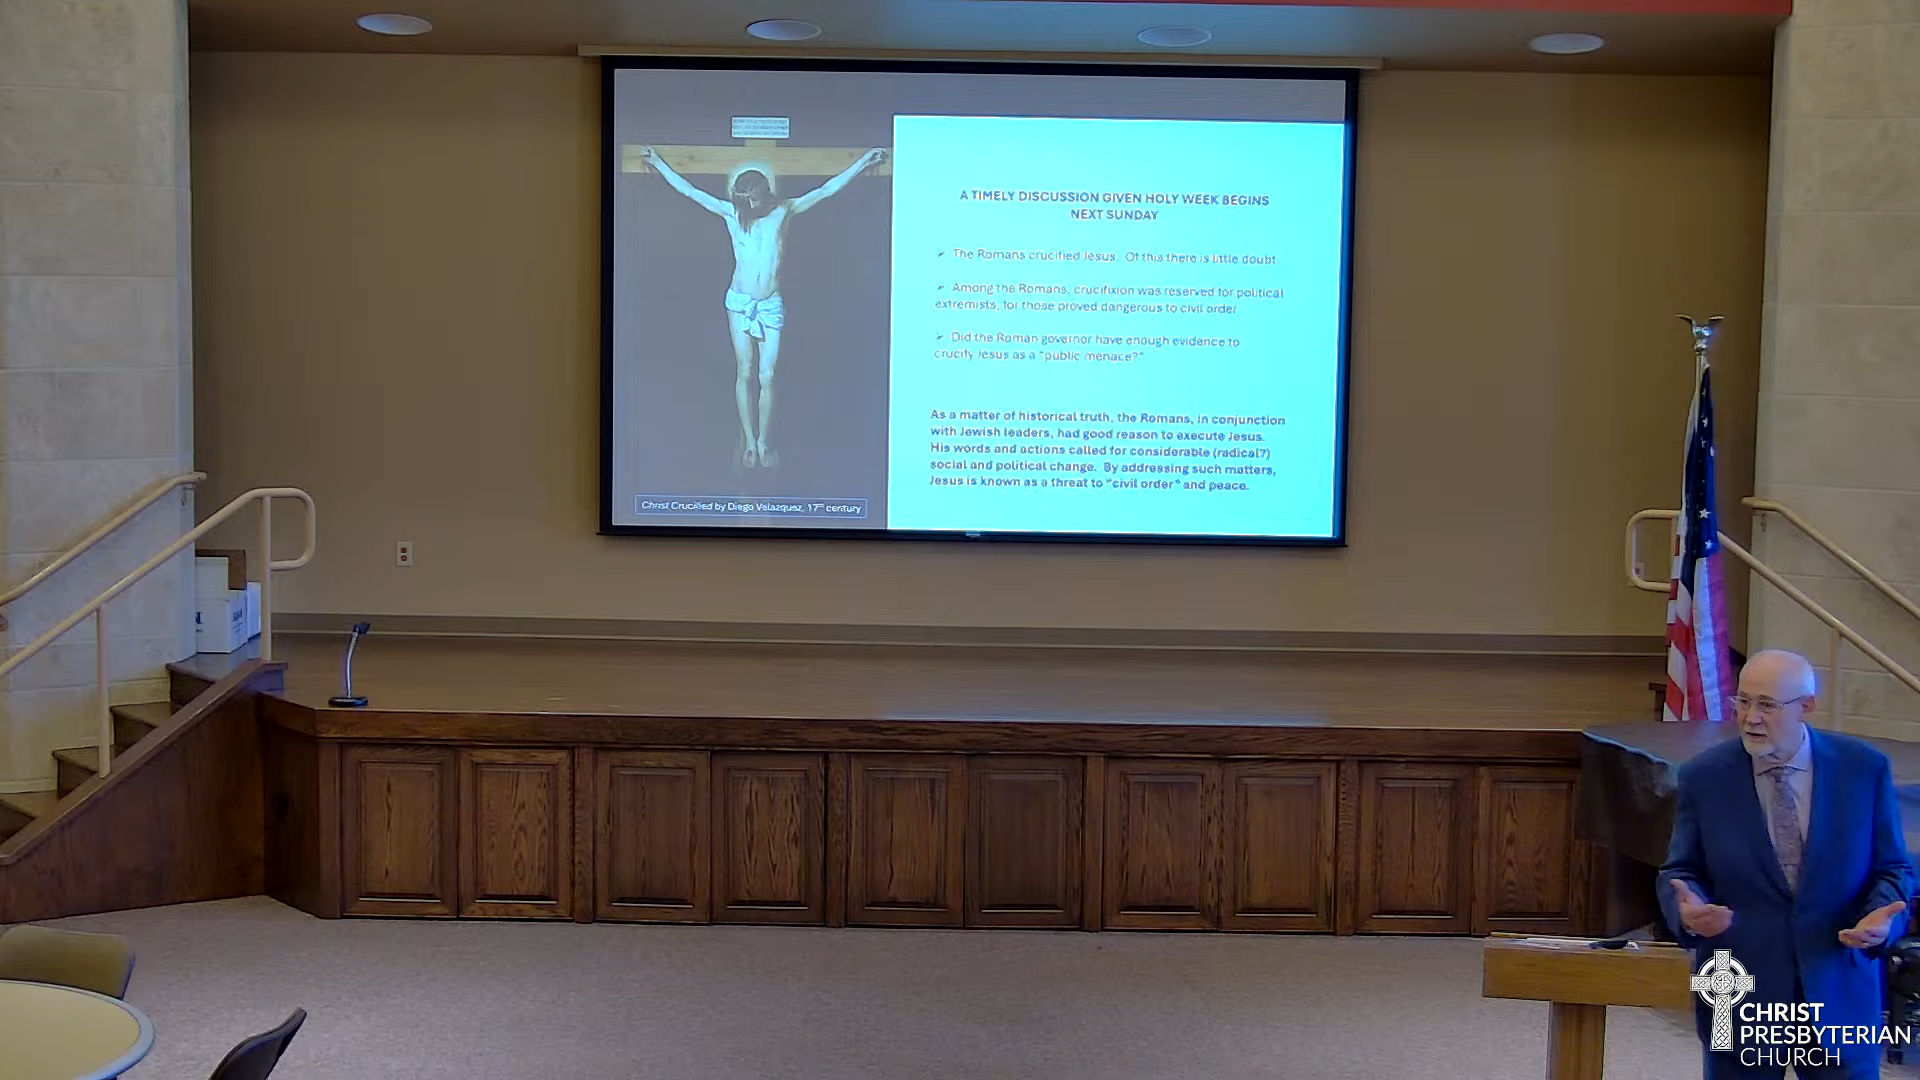 A TIMELY DISCUSSION GIVEN HOLY WEEK BEGINS
NEXT SUNDAY
➢ The Romans crucified Jesus. Of this there is little doubt
➢ Among the Romans, crucifixion was reserved for political
extremists, for those proved dangerous to civil order
➢ Did the Roman governor have enough evidence to
crucify Jesus as a "public menace?"
As a matter of historical truth, the Romans, in conjunction
with Jewish leaders, had good reason to execute Jesus.
His words and actions called for considerable (radical?)
social and political change. By addressing such matters,
Jesus is known as a threat to "civil order" and peace.
Christ Crucified by Diego Velazquez, 17th century
CHRIST
PRESBYTERIAN
CHURCH